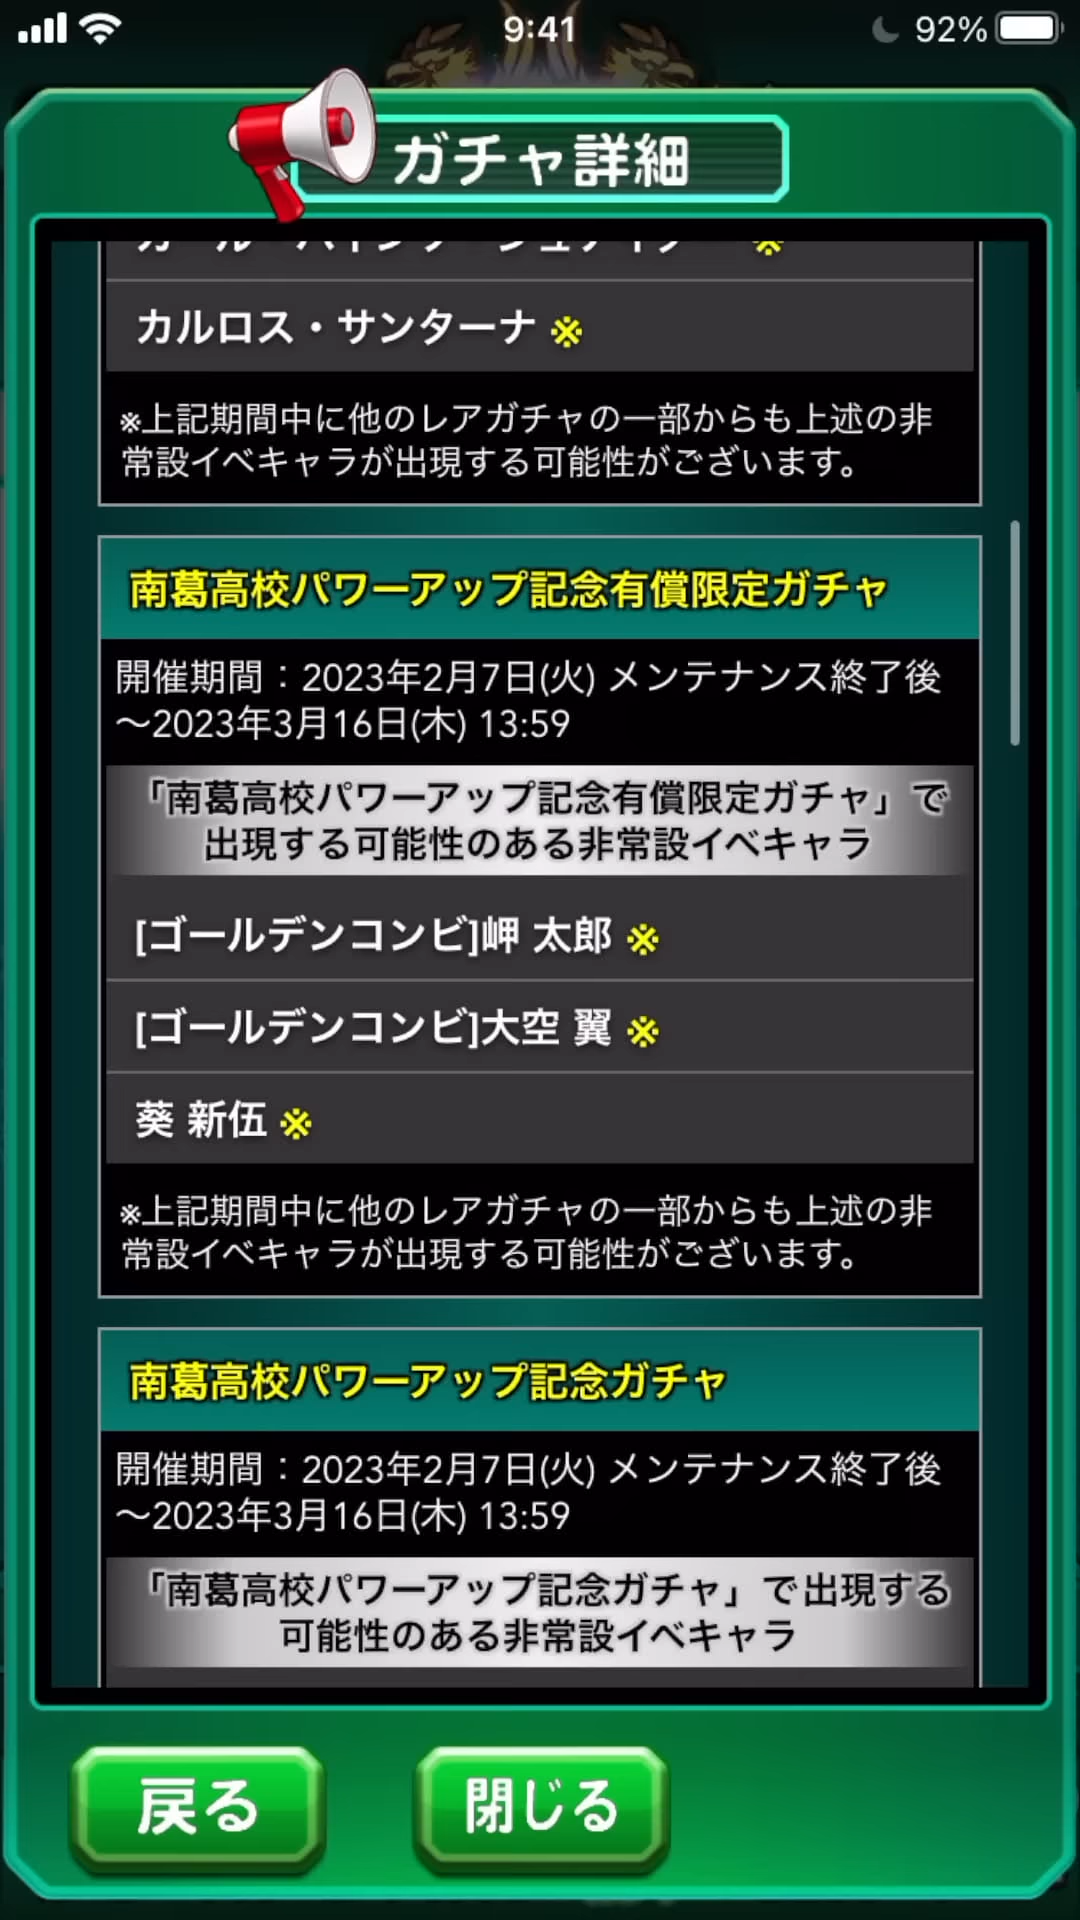 9:41
92%
ガチャ詳細
カルロス・サンターナ ※
※上記期間中に他のレアガチャの一部からも上述の非
常設イベキャラが出現する可能性がございます。
南葛高校パワーアップ記念有償限定ガチャ
開催期間：2023年2月7日(火) メンテナンス終了後
～2023年3月16日(木) 13:59
「南葛高校パワーアップ記念有償限定ガチャ」で
出現する可能性のある非常設イベキャラ
[ゴールデンコンビ]岬 太郎 ※
[ゴールデンコンビ]大空 翼 ※
葵 新伍 ※
※上記期間中に他のレアガチャの一部からも上述の非
常設イベキャラが出現する可能性がございます。
南葛高校パワーアップ記念ガチャ
開催期間：2023年2月7日(火) メンテナンス終了後
～2023年3月16日(木) 13:59
「南葛高校パワーアップ記念ガチャ」で出現する
可能性のある非常設イベキャラ
戻る
閉じる